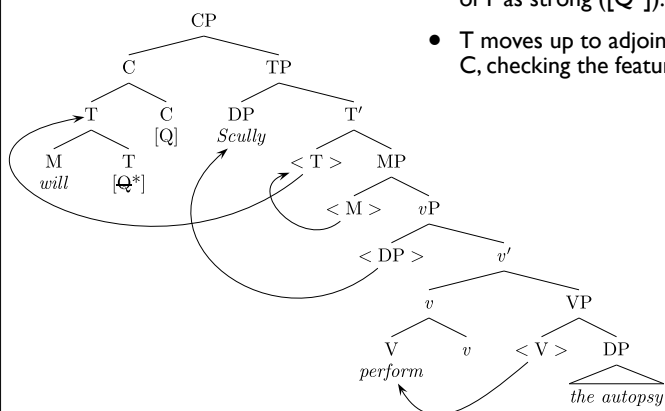 of T as strong ([Q*]).
• T moves up to adjoin
C, checking the featur
CP
C TP
T C DP T′
[Q] Scully
M T < T > MP
will [Q*]
< M > vP
< DP > v′
v VP
V v < V > DP
perform
the autopsy